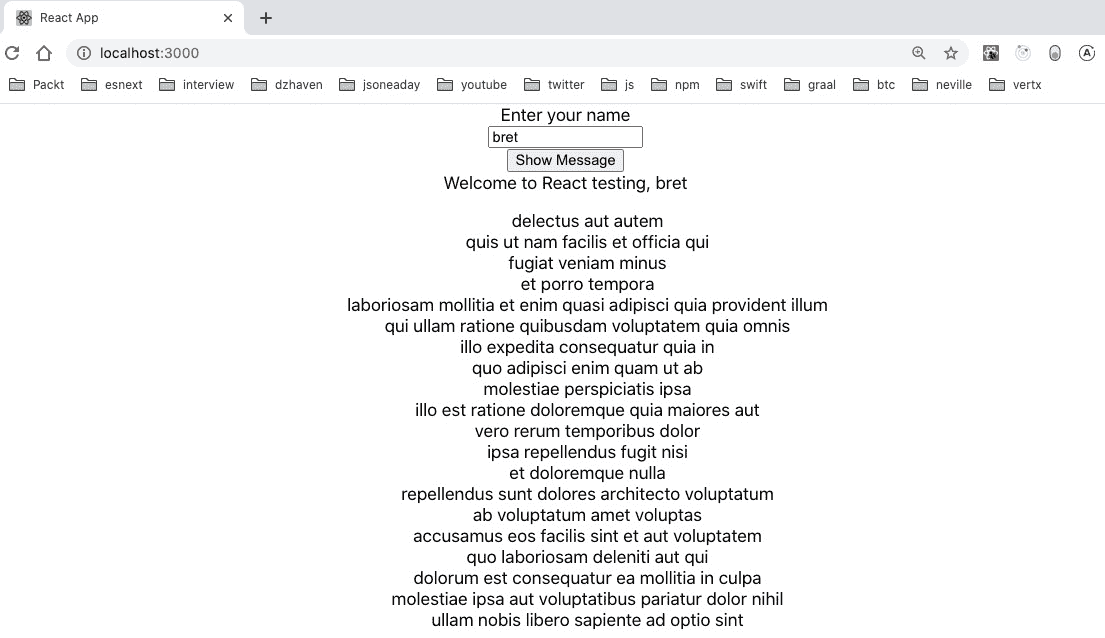 React App
localhost:3000
Packt esnext interview dzhaven jsoneaday youtube twitter js npm swift graal btc neville vertx
Enter your name
bret
Show Message
Welcome to React testing, bret
delectus aut autem
quis ut nam facilis et officia qui
fugiat veniam minus
et porro tempora
laboriosam mollitia et enim quasi adipisci quia provident illum
qui ullam ratione quibusdam voluptatem quia omnis
illo expedita consequatur quia in
quo adipisci enim quam ut ab
molestiae perspiciatis ipsa
illo est ratione doloremque quia maiores aut
vero rerum temporibus dolor
ipsa repellendus fugit nisi
et doloremque nulla
repellendus sunt dolores architecto voluptatum
ab voluptatum amet voluptas
accusamus eos facilis sint et aut voluptatem
quo laboriosam deleniti aut qui
dolorum est consequatur ea mollitia in culpa
molestiae ipsa aut voluptatibus pariatur dolor nihil
ullam nobis libero sapiente ad optio sint